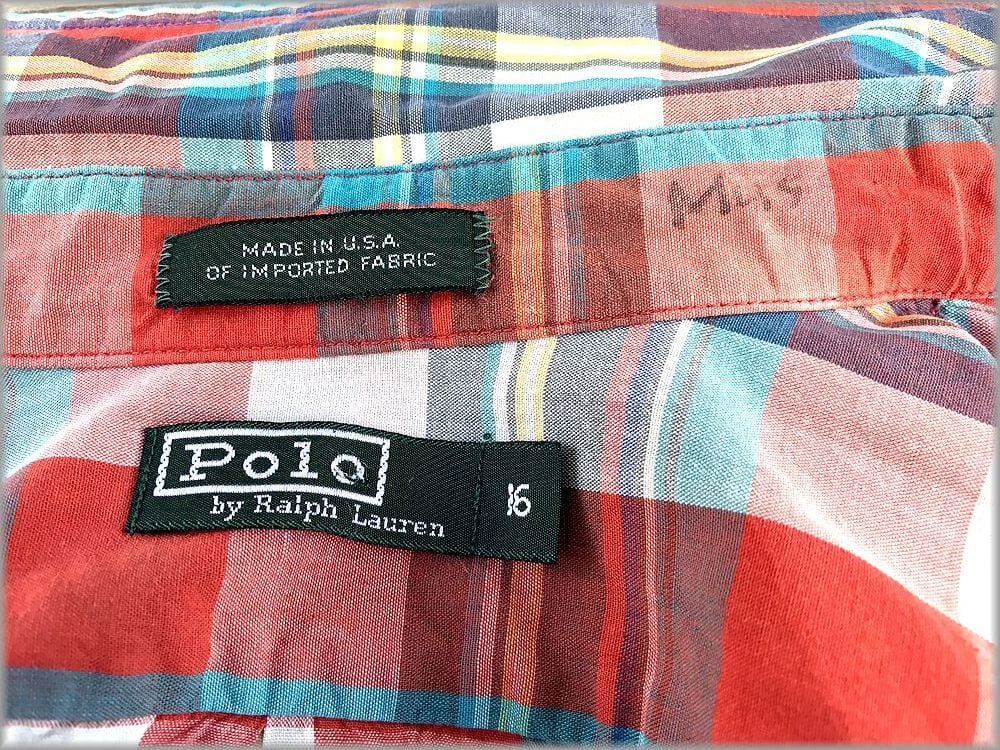 MADE IN U.S.A.
OF IMPORTED FABRIC
Polo
by Ralph Lauren
16